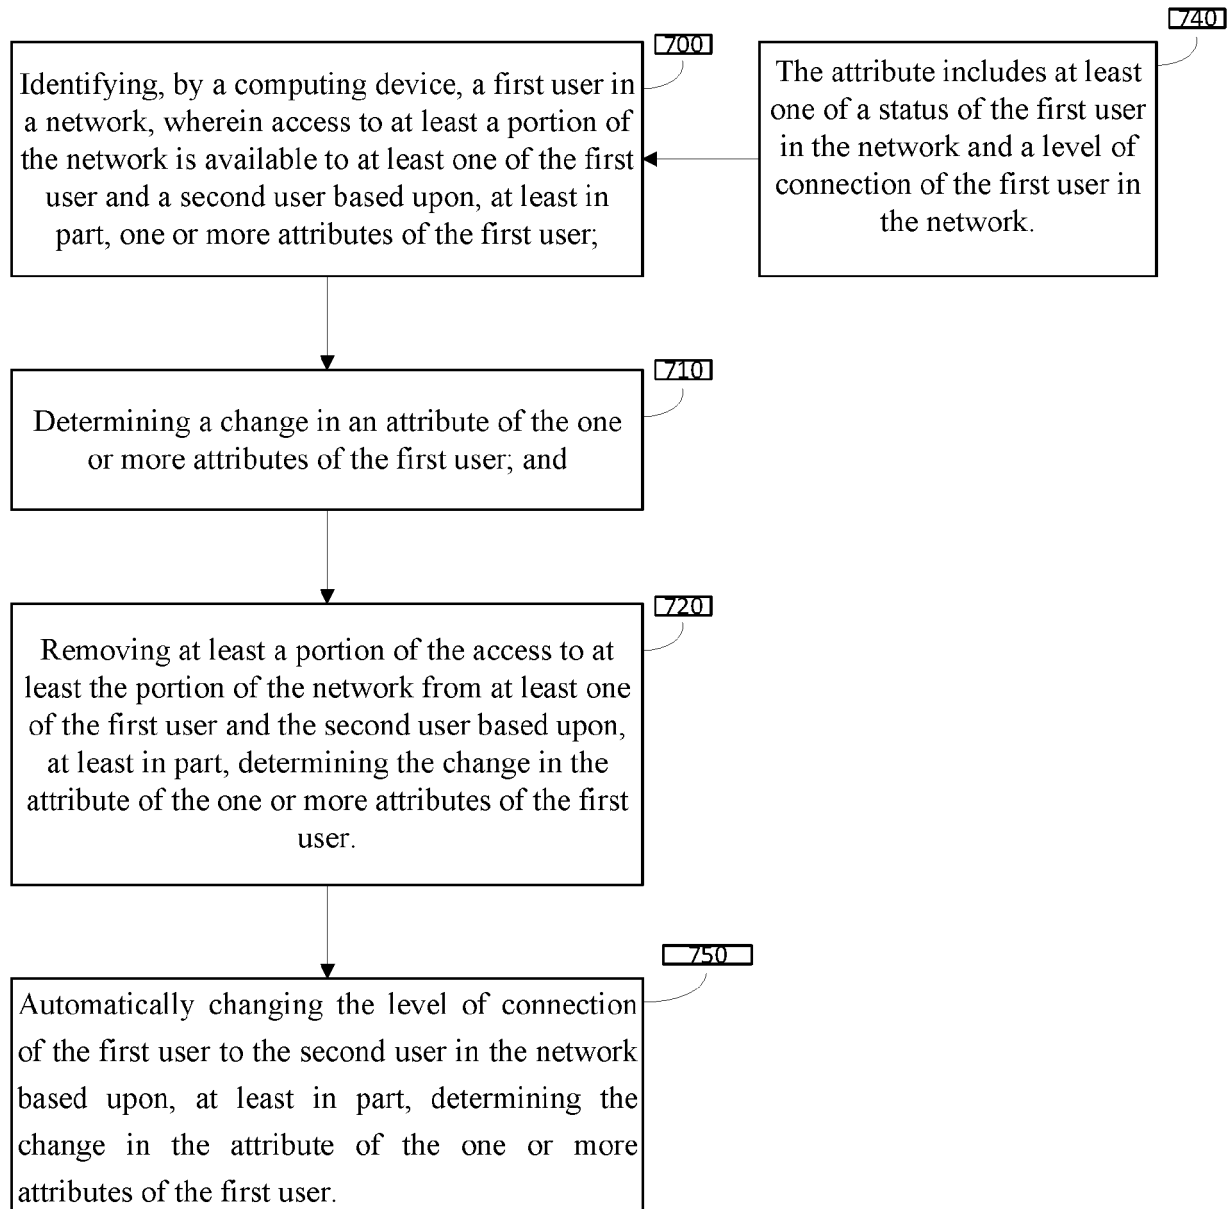 700
Identifying, by a computing device, a first user in
a network, wherein access to at least a portion of
the network is available to at least one of the first
user and a second user based upon, at least in
part, one or more attributes of the first user;
740
The attribute includes at least
one of a status of the first user
in the network and a level of
connection of the first user in
the network.
710
Determining a change in an attribute of the one
or more attributes of the first user; and
720
Removing at least a portion of the access to at
least the portion of the network from at least one
of the first user and the second user based upon,
at least in part, determining the change in the
attribute of the one or more attributes of the first
user.
750
Automatically changing the level of connection
of the first user to the second user in the network
based upon, at least in part, determining the
change in the attribute of the one or more
attributes of the first user.